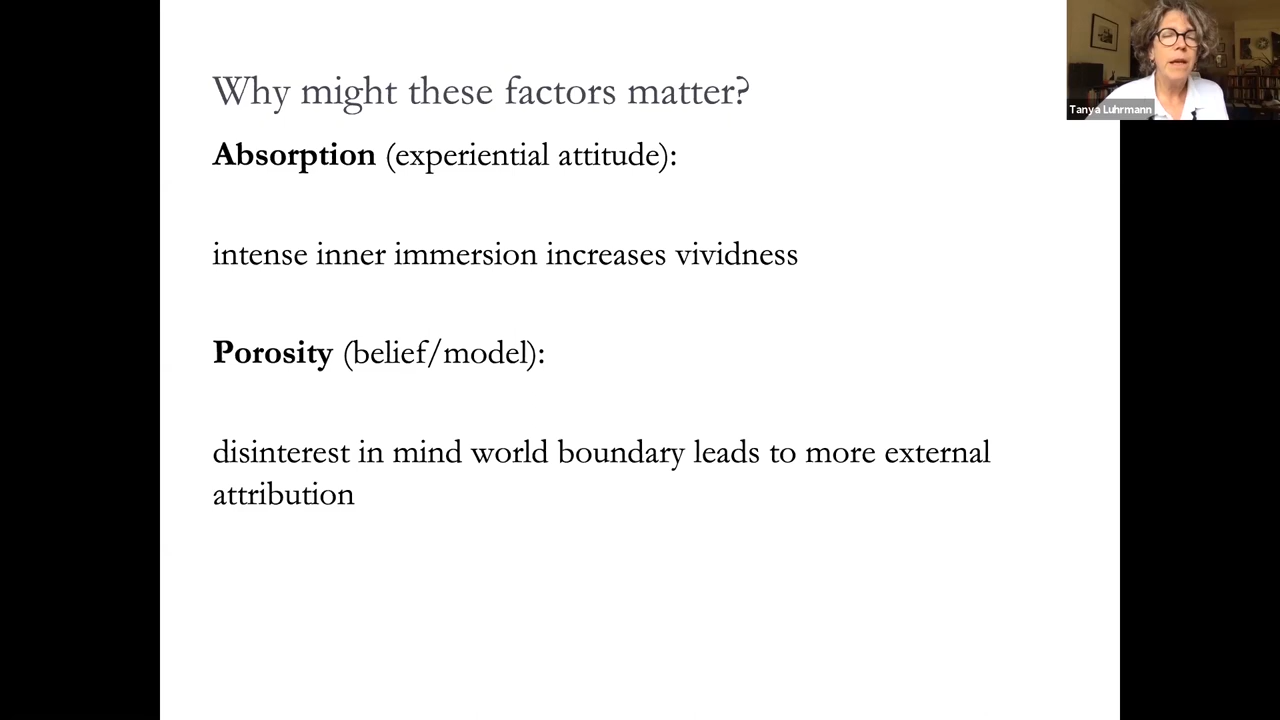 Why might these factors matter?
Absorption (experiential attitude):
intense inner immersion increases vividness
Porosity (belief/model):
disinterest in mind world boundary leads to more external
attribution
Tanya Luhrmann